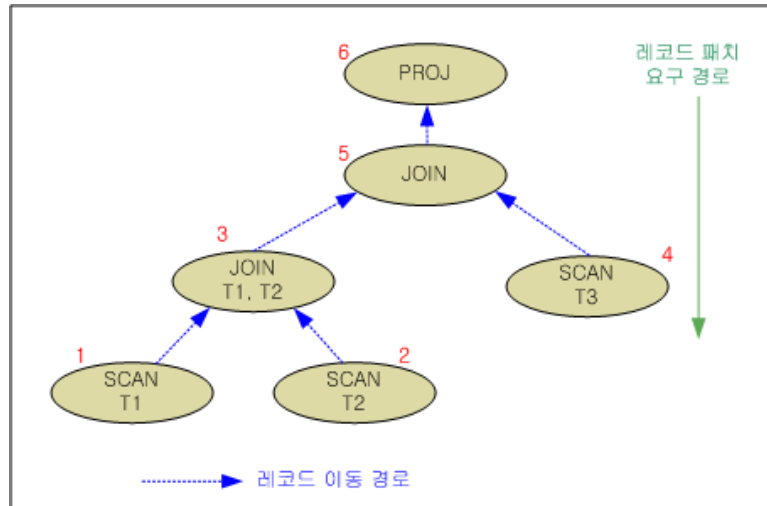 6
PROJ
레코드 패치
요구 경로
5
JOIN
3
JOIN
T1, T2
4
SCAN
T3
1
SCAN
T1
2
SCAN
T2
레코드 이동 경로